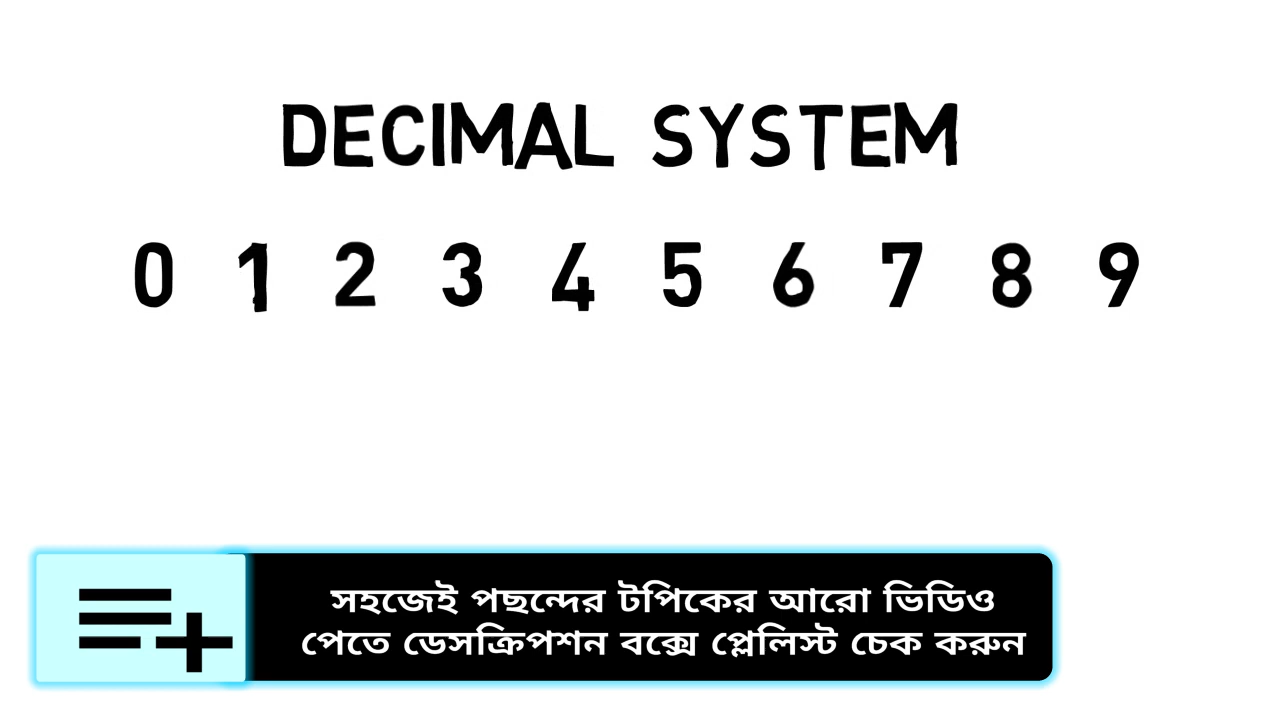 DECIMAL SYSTEM
0 1 2 3 4 5 6 7 8 9
সহজেই পছন্দের টপিকের আরো ভিডিও
পেতে ডেসক্রিপশন বক্সে প্লেলিস্ট চেক করুন